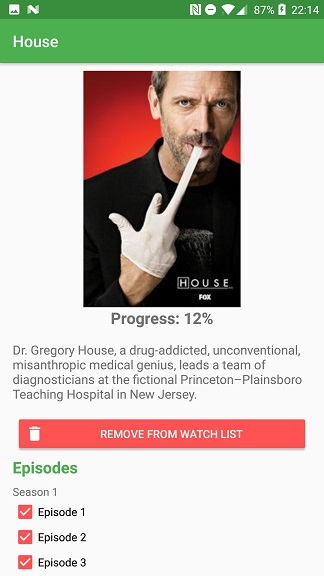 87% 22:14
House
HOUSE
FOX
Progress: 12%
Dr. Gregory House, a drug-addicted, unconventional,
misanthropic medical genius, leads a team of
diagnosticians at the fictional Princeton–Plainsboro
Teaching Hospital in New Jersey.
REMOVE FROM WATCH LIST
Episodes
Season 1
Episode 1
Episode 2
Episode 3